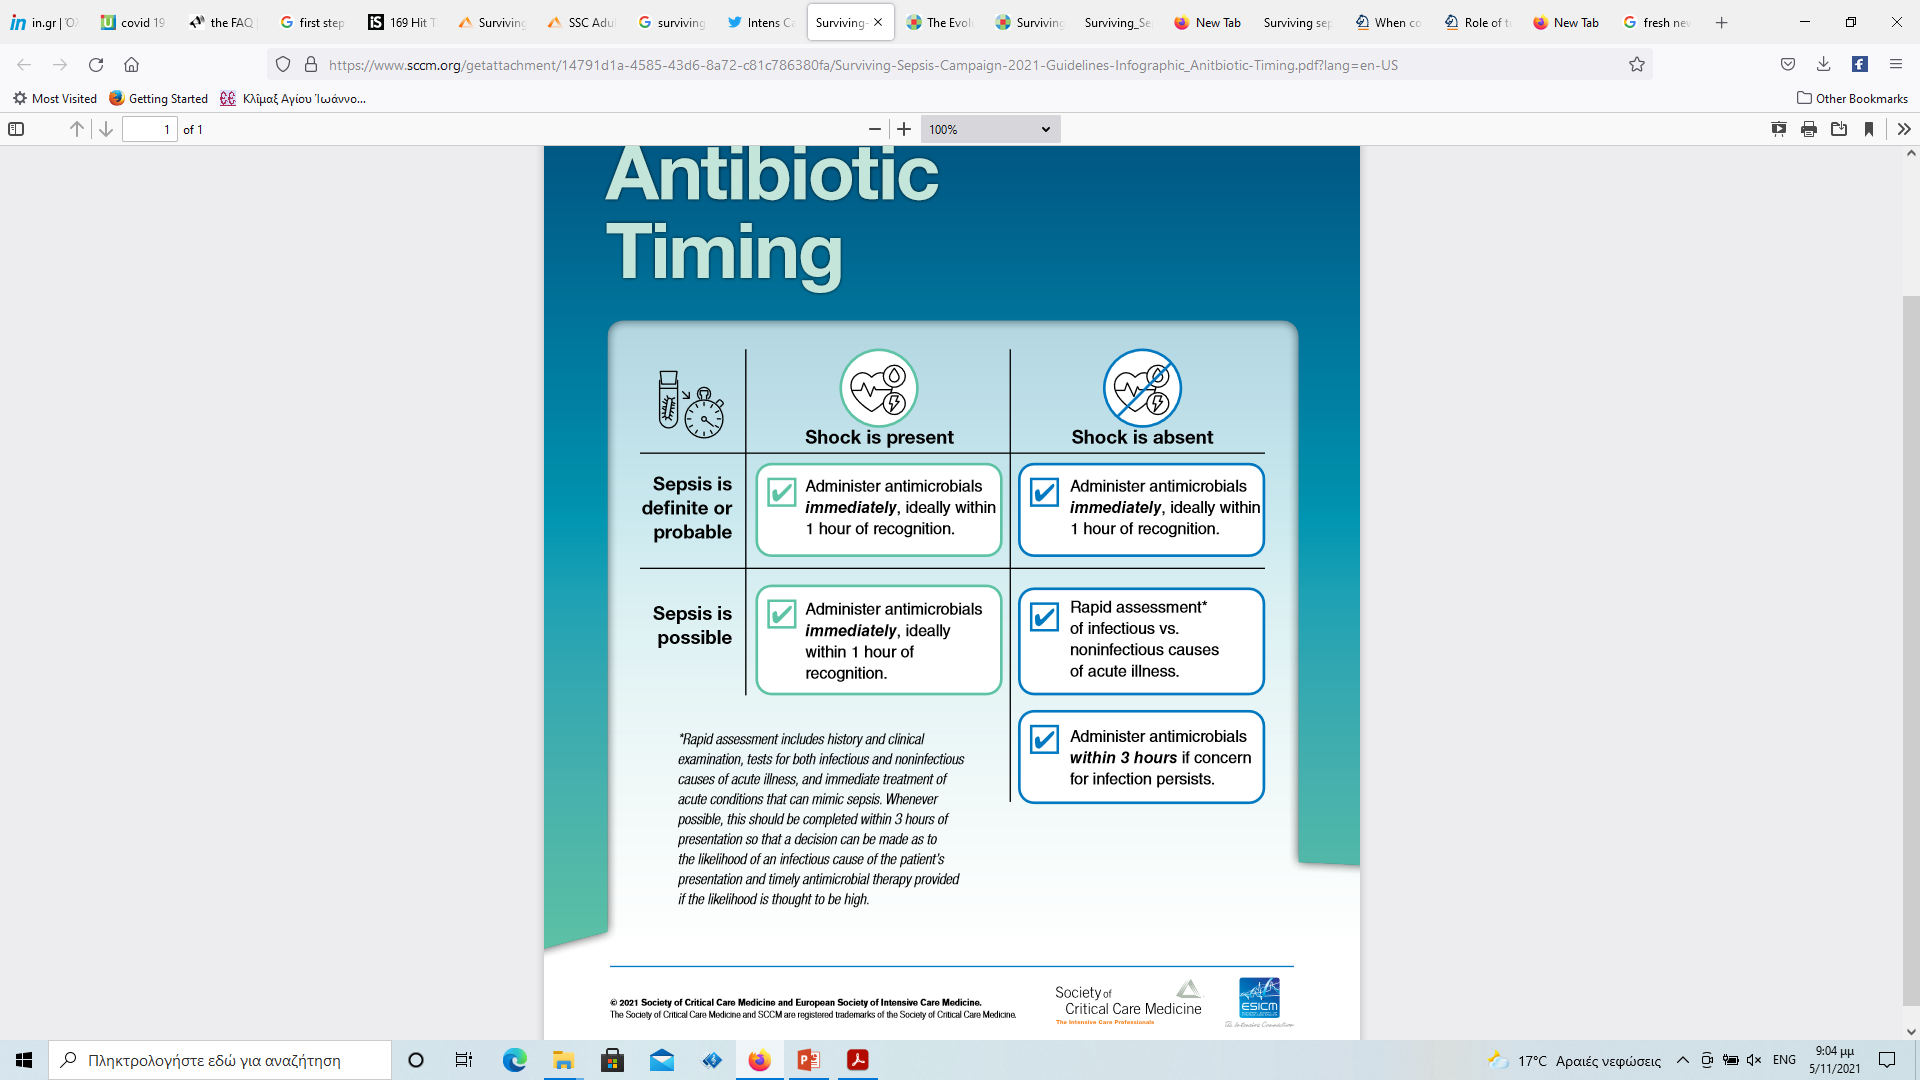 in.gr | Ό
covid 19
the FAQ
first step
169 Hit T
Surviving
SSC Adu
surviving
Intens Ca
Surviving-
The Evol
Surviving
Surviving_Se
New Tab
Surviving sep
When co
Role of t
New Tab
fresh nev
https://www.sccm.org/getattachment/14791d1a-4585-43d6-8a72-c81c786380fa/Surviving-Sepsis-Campaign-2021-Guidelines-Infographic_Anitbiotic-Timing.pdf?lang=en-US
Most Visited
Getting Started
Κλῖμαξ Αγίου Ἰωάννο...
Other Bookmarks
1 of 1
100%
Antibiotic
Timing
Shock is present
Shock is absent
Sepsis is
definite or
probable
Administer antimicrobials
immediately, ideally within
1 hour of recognition.
Administer antimicrobials
immediately, ideally within
1 hour of recognition.
Sepsis is
possible
Administer antimicrobials
immediately, ideally
within 1 hour of
recognition.
Rapid assessment*
of infectious vs.
noninfectious causes
of acute illness.
Administer antimicrobials
within 3 hours if concern
for infection persists.
*Rapid assessment includes history and clinical
examination, tests for both infectious and noninfectious
causes of acute illness, and immediate treatment of
acute conditions that can mimic sepsis. Whenever
possible, this should be completed within 3 hours of
presentation so that a decision can be made as to
the likelihood of an infectious cause of the patient's
presentation and timely antimicrobial therapy provided
if the likelihood is thought to be high.
© 2021 Society of Critical Care Medicine and European Society of Intensive Care Medicine.
The Society of Critical Care Medicine and SCCM are registered trademarks of the Society of Critical Care Medicine.
Society of
Critical Care Medicine
The Intensive Care Professionals
ESICM
The Intensive Connection
Πληκτρολογήστε εδώ για αναζήτηση
17°C Αραιές νεφώσεις
ENG
9:04 μμ
5/11/2021